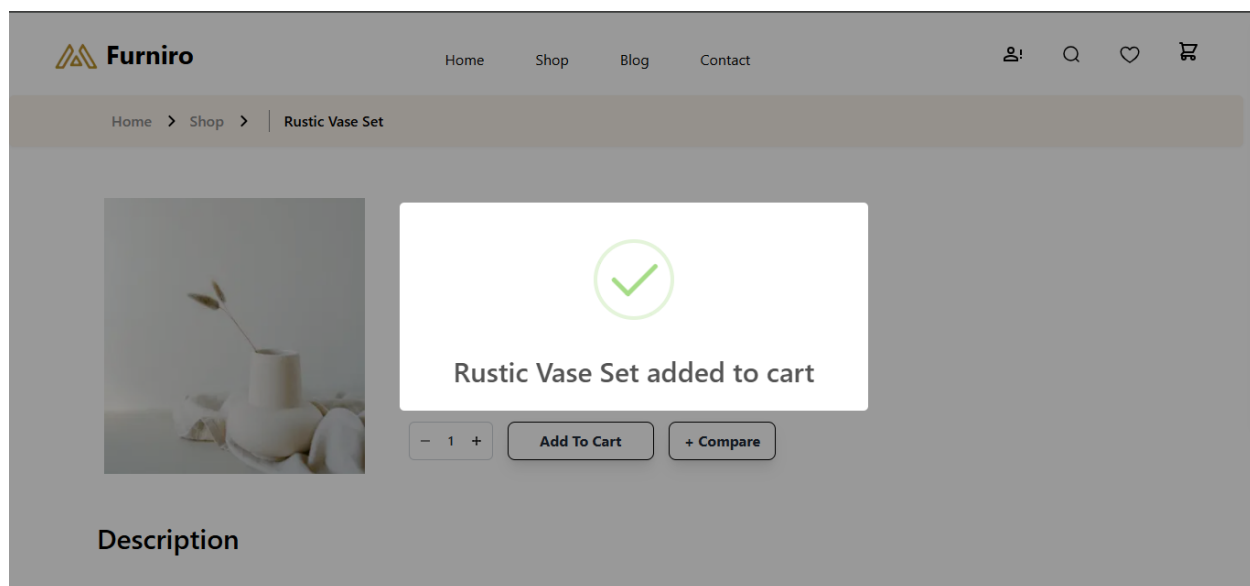 Furniro
Home Shop Blog Contact
Home > Shop > Rustic Vase Set
Rustic Vase Set added to cart
− 1 + Add To Cart + Compare
Description